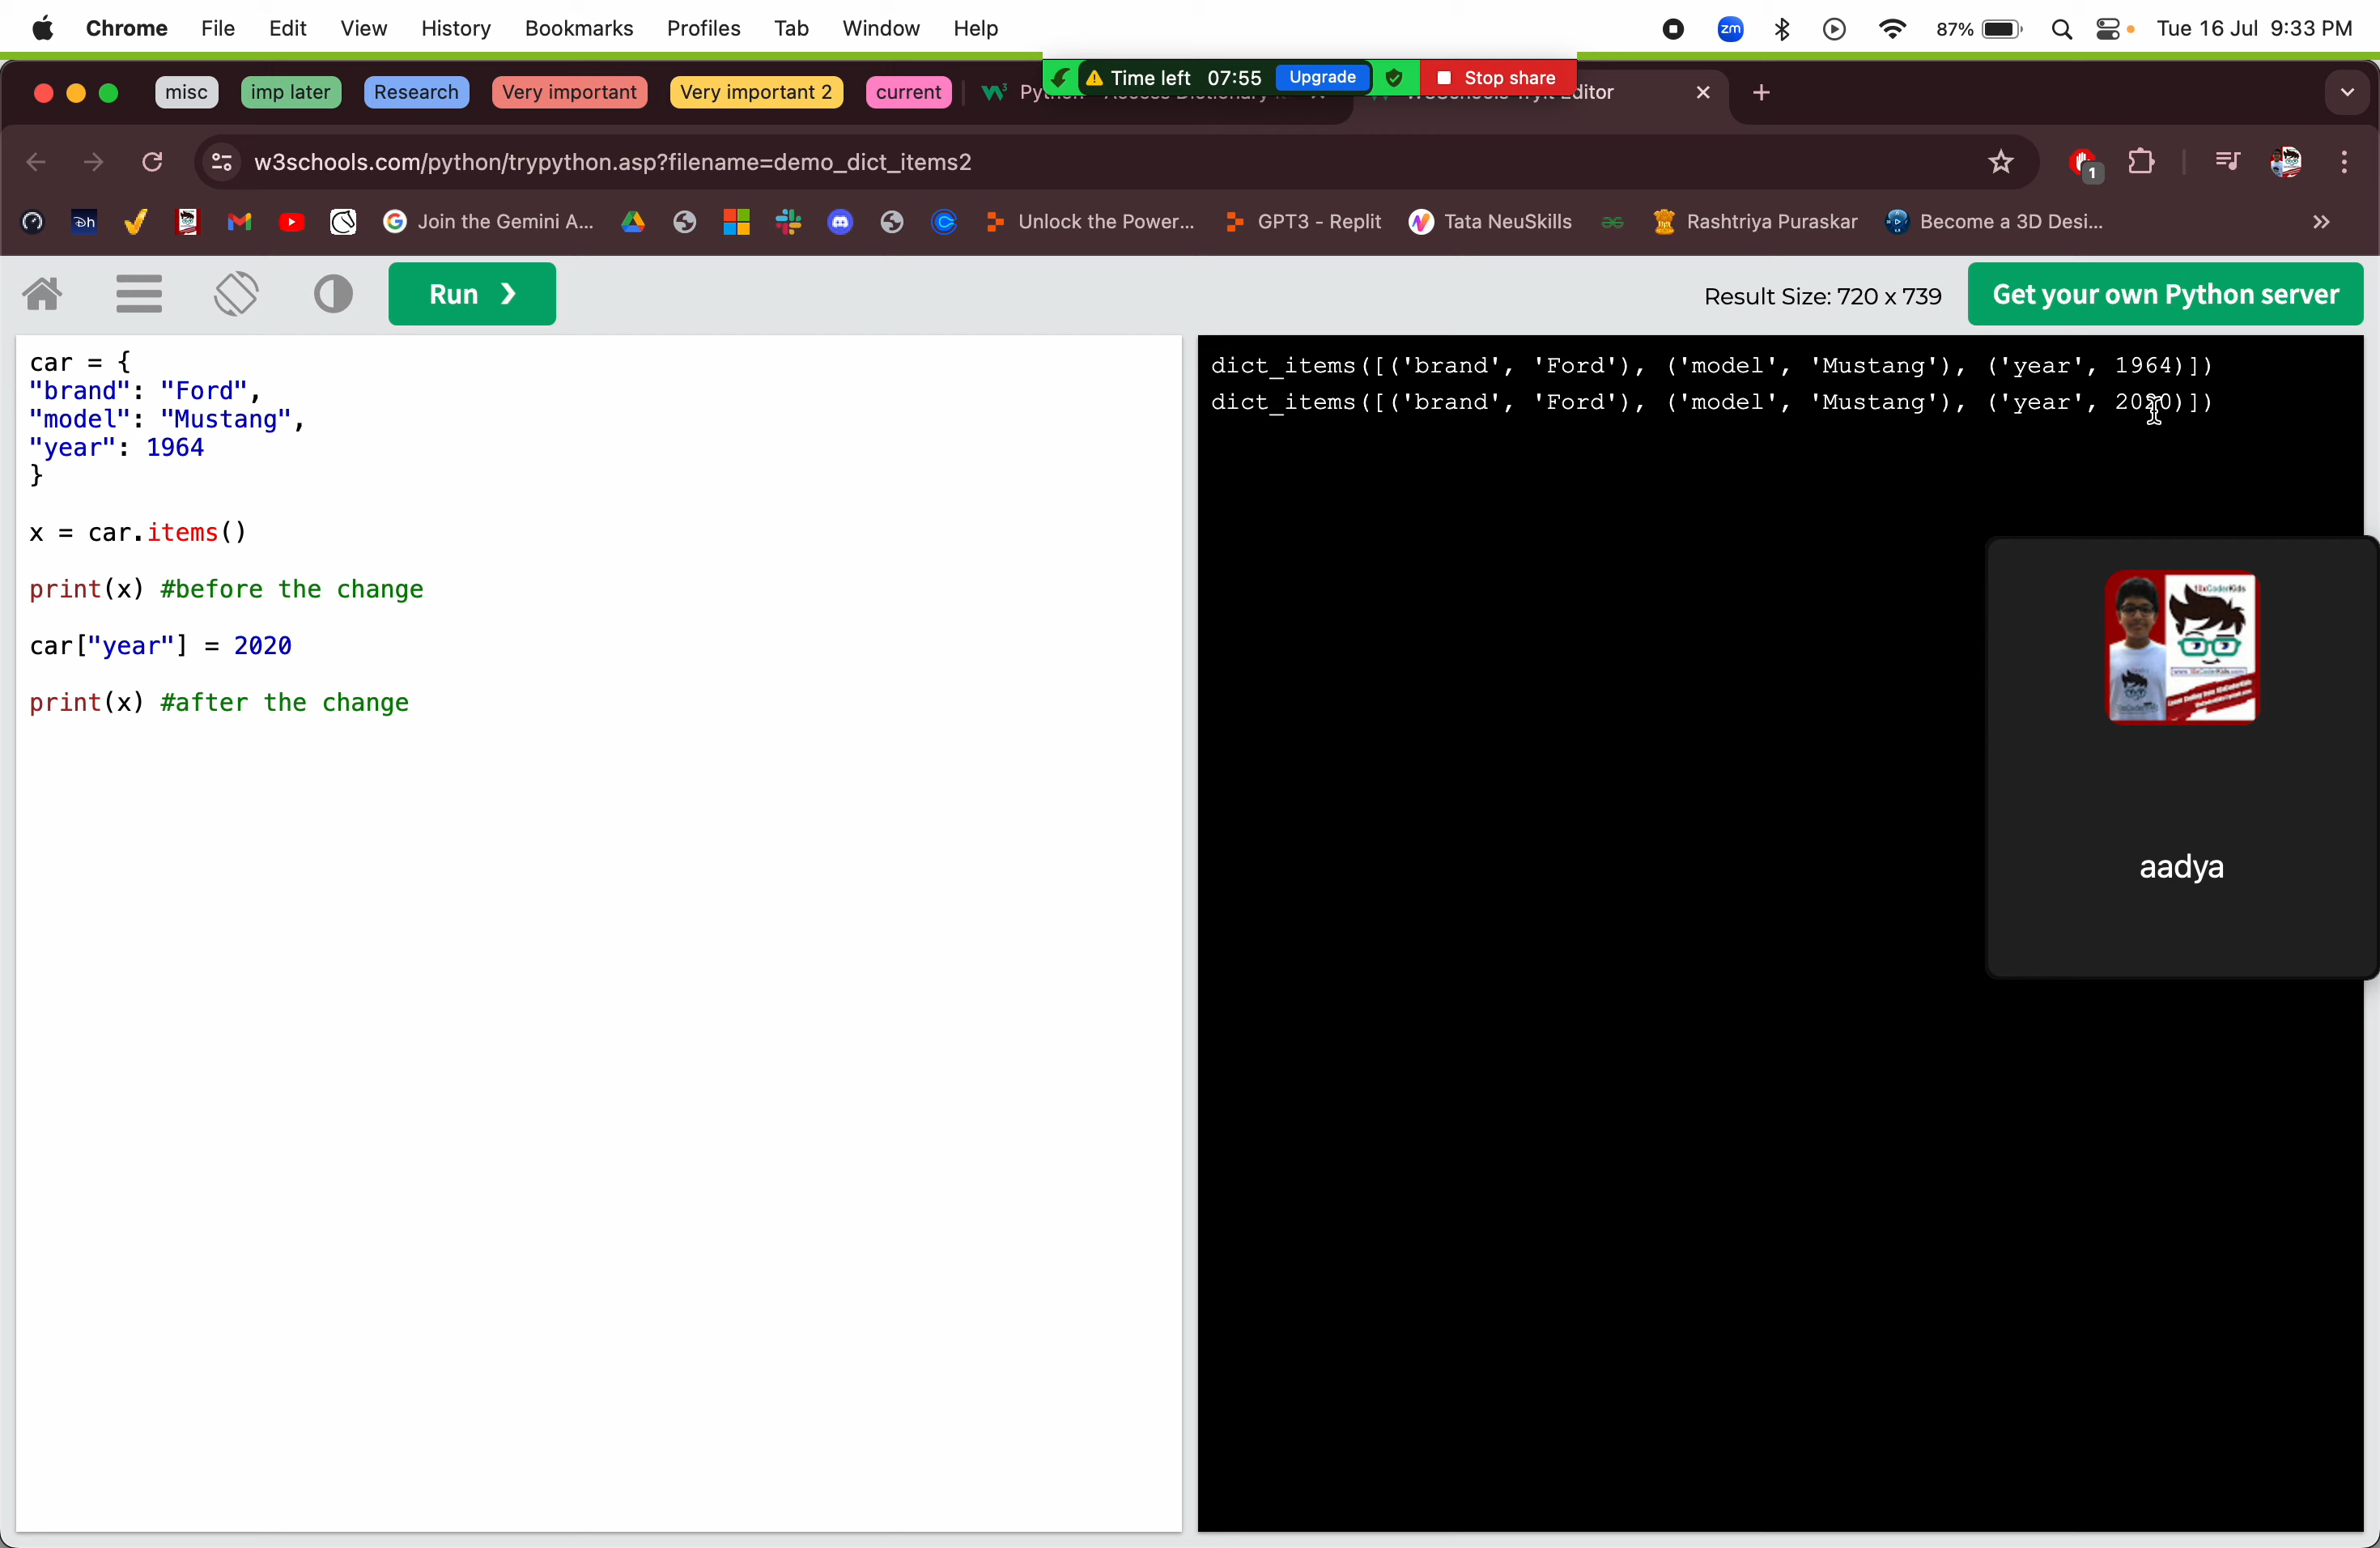 Chrome File Edit View History Bookmarks Profiles Tab Window Help zm 87% Tue 16 Jul 9:33 PM
misc imp later Research Very important Very important 2 current Time left 07:55 Upgrade Stop share
w3schools.com/python/trypython.asp?filename=demo_dict_items2 1
Join the Gemini A... Unlock the Power... GPT3 - Replit Tata NeuSkills Rashtriya Puraskar Become a 3D Desi...
Run ❯ Result Size: 720 x 739 Get your own Python server
car = {
"brand": "Ford",
"model": "Mustang",
"year": 1964
}
x = car.items()
print(x) #before the change
car["year"] = 2020
print(x) #after the change
dict_items([('brand', 'Ford'), ('model', 'Mustang'), ('year', 1964)])
dict_items([('brand', 'Ford'), ('model', 'Mustang'), ('year', 2020)])
aadya